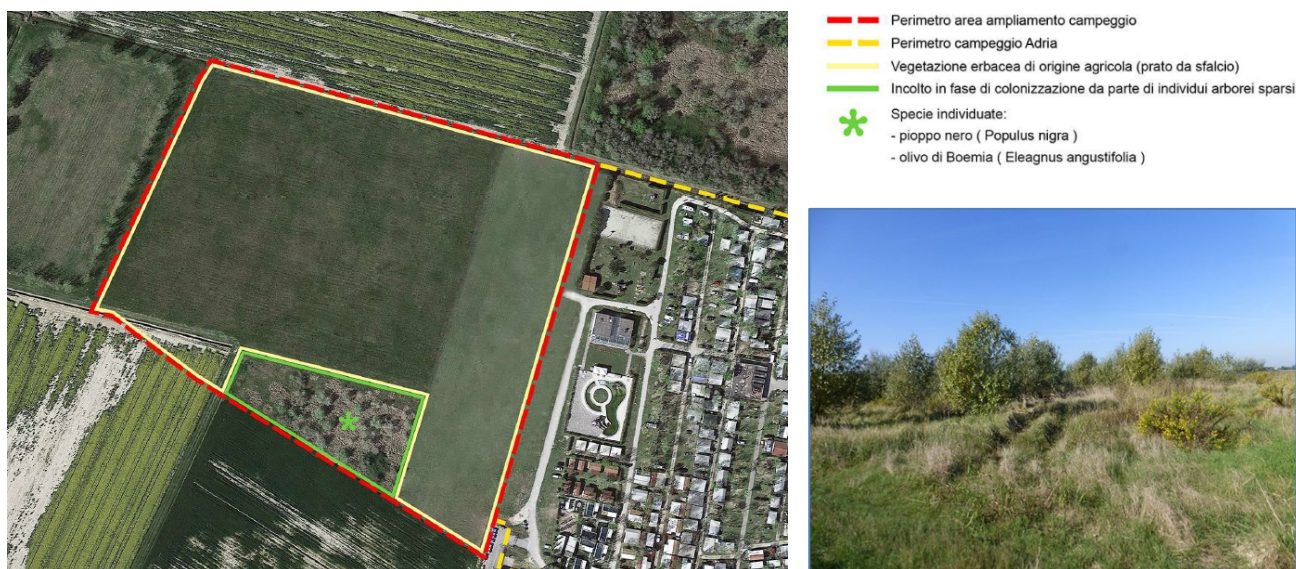 Perimetro area ampliamento campeggio
Perimetro campeggio Adria
Vegetazione erbacea di origine agricola (prato da sfalcio)
Incolto in fase di colonizzazione da parte di individui arborei sparsi
Specie individuate:
- pioppo nero ( Populus nigra )
- olivo di Boemia ( Eleagnus angustifolia )